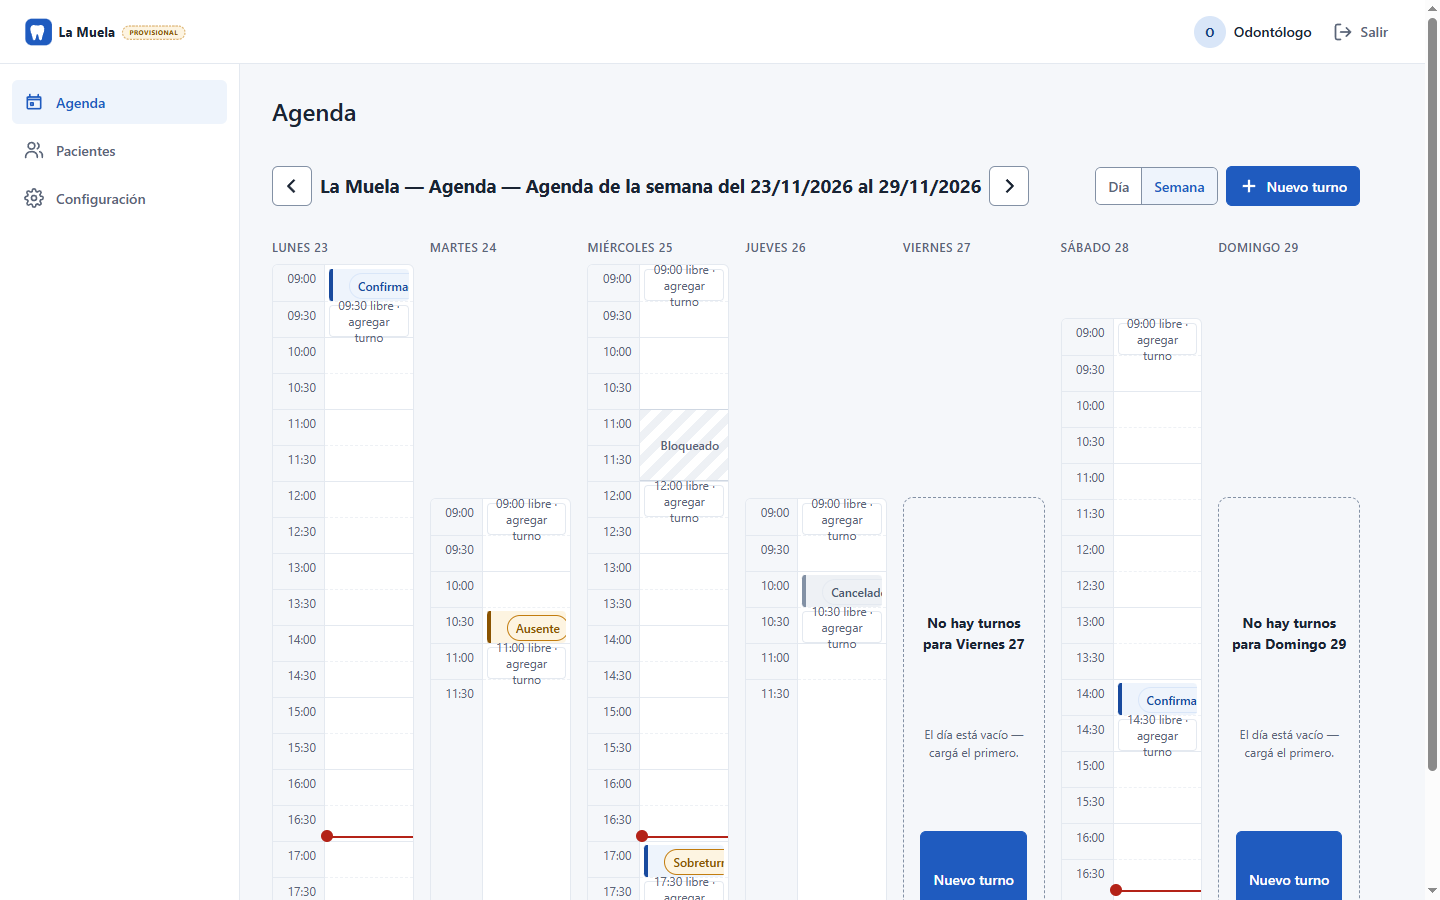 La Muela
PROVISIONAL
O
Odontólogo
Salir
Agenda
Pacientes
Configuración
Agenda
La Muela — Agenda — Agenda de la semana del 23/11/2026 al 29/11/2026
Día
Semana
Nuevo turno
LUNES 23
09:00
Confirma
09:30
09:30 libre ·
agregar
turno
10:00
10:30
11:00
11:30
12:00
12:30
13:00
13:30
14:00
14:30
15:00
15:30
16:00
16:30
17:00
17:30
MARTES 24
09:00
09:00 libre ·
agregar
turno
09:30
10:00
10:30
Ausente
11:00
11:00 libre ·
agregar
turno
11:30
MIÉRCOLES 25
09:00
09:00 libre ·
agregar
turno
09:30
10:00
10:30
11:00
Bloqueado
11:30
12:00
12:00 libre ·
agregar
turno
12:30
13:00
13:30
14:00
14:30
15:00
15:30
16:00
16:30
17:00
Sobreturn
17:30
17:30 libre ·
agregar
JUEVES 26
09:00
09:00 libre ·
agregar
turno
09:30
10:00
Cancelado
10:30
10:30 libre ·
agregar
turno
11:00
11:30
VIERNES 27
No hay turnos
para Viernes 27
El día está vacío —
cargá el primero.
Nuevo turno
SÁBADO 28
09:00
09:00 libre ·
agregar
turno
09:30
10:00
10:30
11:00
11:30
12:00
12:30
13:00
13:30
14:00
Confirma
14:30
14:30 libre ·
agregar
turno
15:00
15:30
16:00
16:30
DOMINGO 29
No hay turnos
para Domingo 29
El día está vacío —
cargá el primero.
Nuevo turno